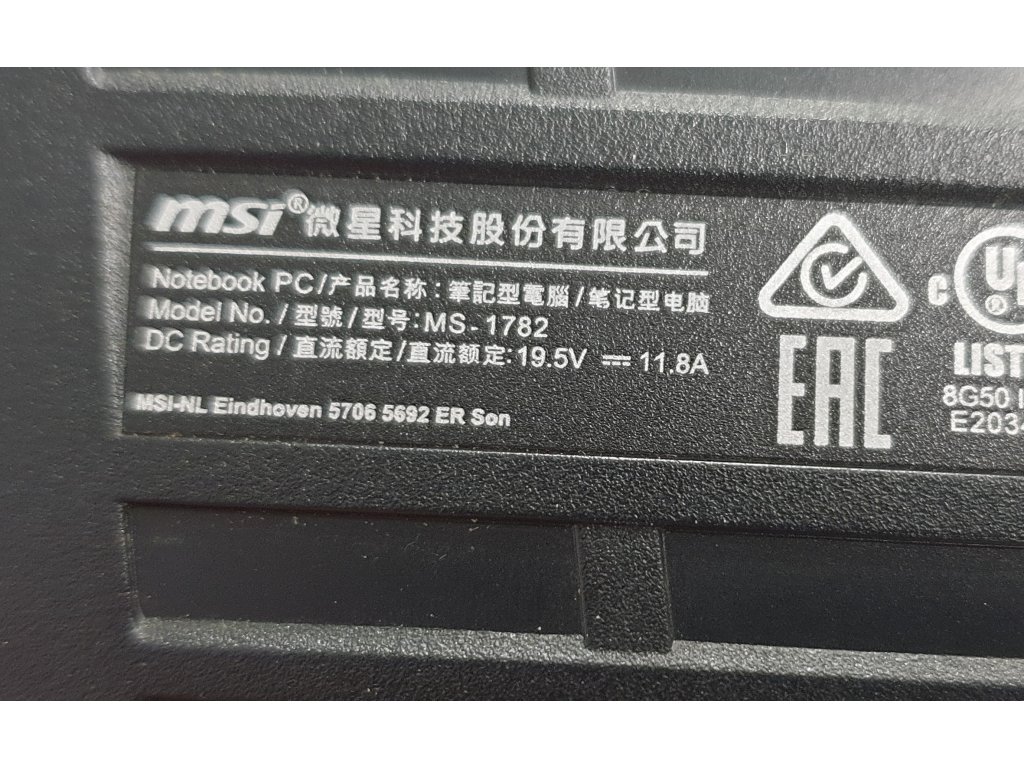 msi® 微星科技股份有限公司
Notebook PC/产品名称：筆記型電腦/笔记型电脑
Model No./型號/型号:MS-1782
DC Rating/直流額定/直流额定:19.5V ⎓ 11.8A
MSI-NL Eindhoven 5706 5692 ER Son
EAC
C UL ®
LIST
8G50
E203